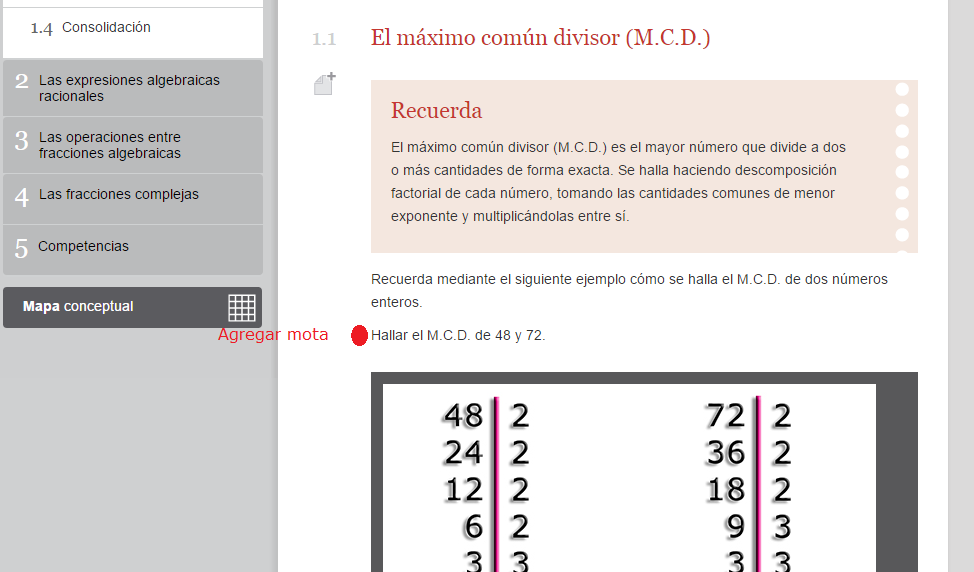 1.4 Consolidación
2 Las expresiones algebraicas
racionales
3 Las operaciones entre
fracciones algebraicas
4 Las fracciones complejas
5 Competencias
Mapa conceptual
Agregar mota
1.1 El máximo común divisor (M.C.D.)
Recuerda
El máximo común divisor (M.C.D.) es el mayor número que divide a dos
o más cantidades de forma exacta. Se halla haciendo descomposición
factorial de cada número, tomando las cantidades comunes de menor
exponente y multiplicándolas entre sí.
Recuerda mediante el siguiente ejemplo cómo se halla el M.C.D. de dos números
enteros.
Hallar el M.C.D. de 48 y 72.
48 2 72 2
24 2 36 2
12 2 18 2
6 2 9 3
3 3 3 3